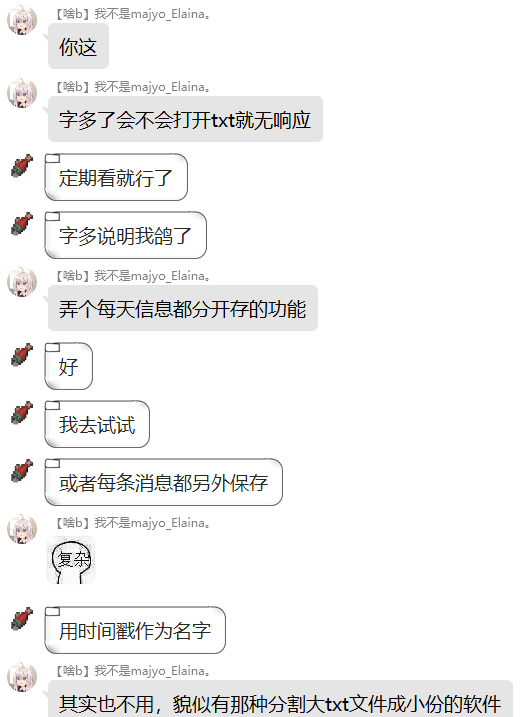 【啥b】我不是majyo_Elaina。
你这
【啥b】我不是majyo_Elaina。
字多了会不会打开txt就无响应
定期看就行了
字多说明我鸽了
【啥b】我不是majyo_Elaina。
弄个每天信息都分开存的功能
好
我去试试
或者每条消息都另外保存
【啥b】我不是majyo_Elaina。
复杂
用时间戳作为名字
【啥b】我不是majyo_Elaina。
其实也不用，貌似有那种分割大txt文件成小份的软件